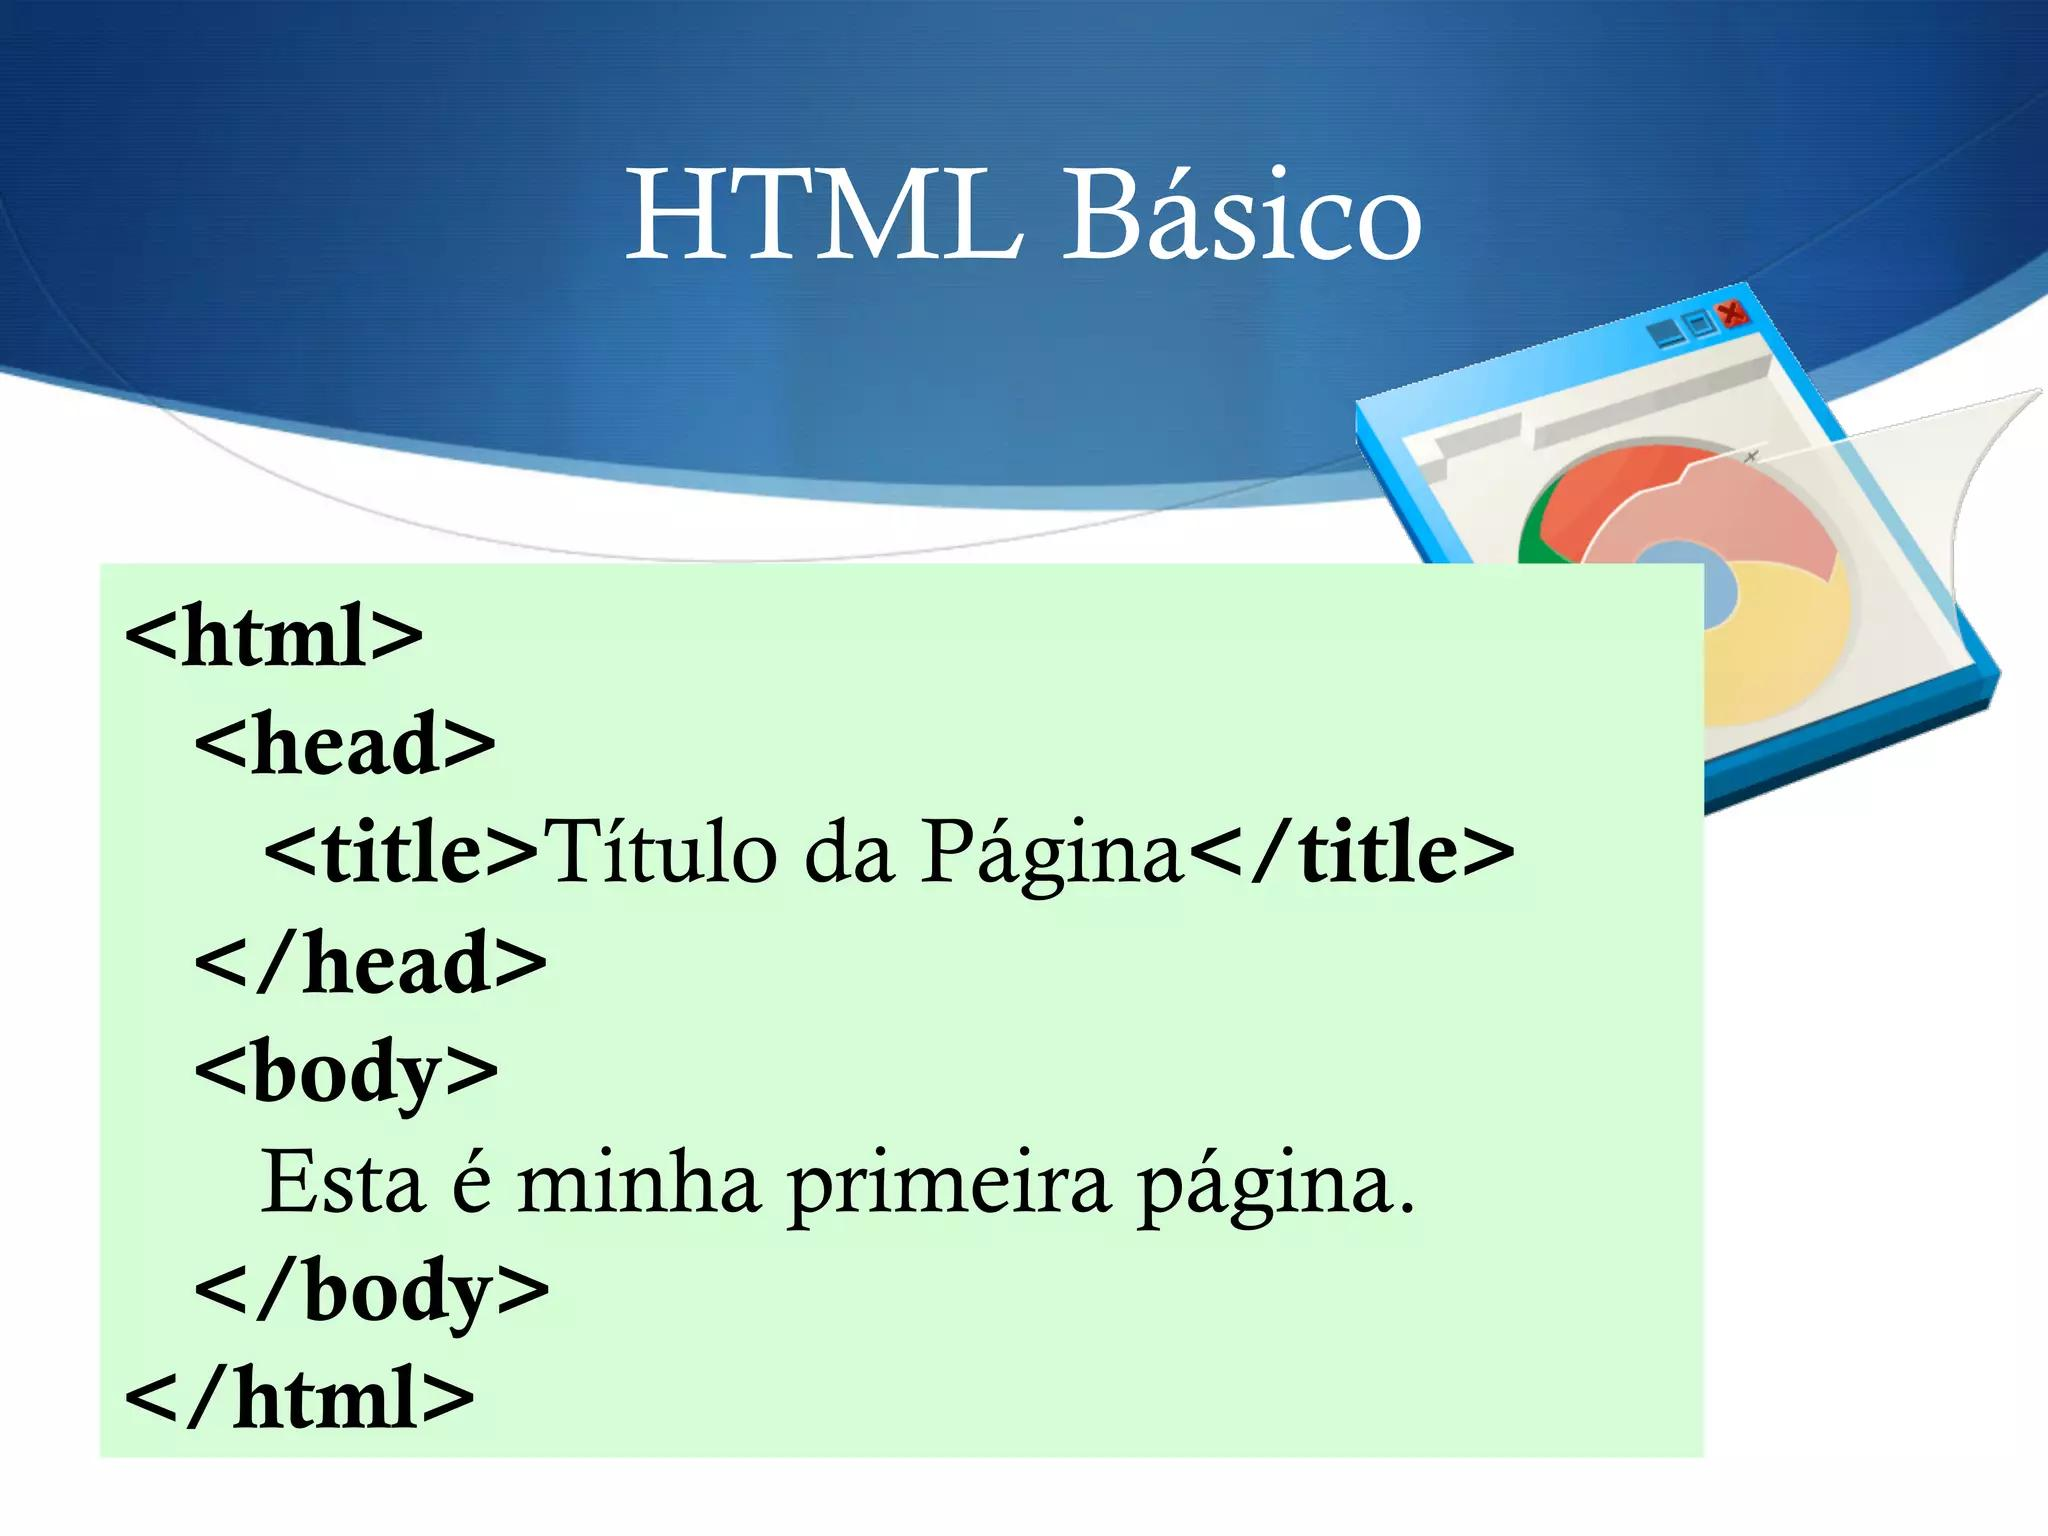 HTML Básico
<html>
<head>
<title>Título da Página</title>
</head>
<body>
Esta é minha primeira página.
</body>
</html>